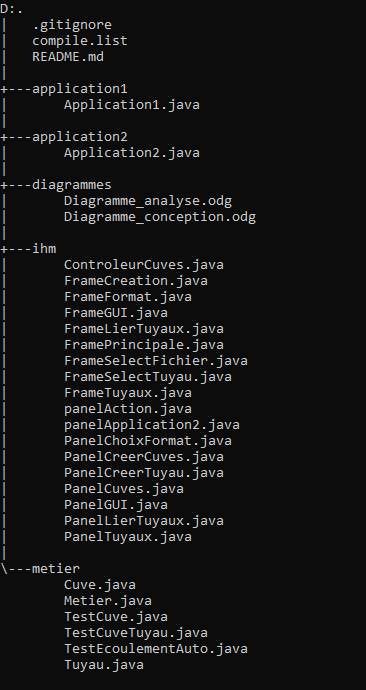 D:.
|   .gitignore
|   compile.list
|   README.md
|
+---application1
|       Application1.java
|
+---application2
|       Application2.java
|
+---diagrammes
|       Diagramme_analyse.odg
|       Diagramme_conception.odg
|
+---ihm
|       ControleurCuves.java
|       FrameCreation.java
|       FrameFormat.java
|       FrameGUI.java
|       FrameLierTuyaux.java
|       FramePrincipale.java
|       FrameSelectFichier.java
|       FrameSelectTuyau.java
|       FrameTuyaux.java
|       panelAction.java
|       panelApplication2.java
|       PanelChoixFormat.java
|       PanelCreerCuves.java
|       PanelCreerTuyau.java
|       PanelCuves.java
|       PanelGUI.java
|       PanelLierTuyaux.java
|       PanelTuyaux.java
|
\---metier
        Cuve.java
        Metier.java
        TestCuve.java
        TestCuveTuyau.java
        TestEcoulementAuto.java
        Tuyau.java